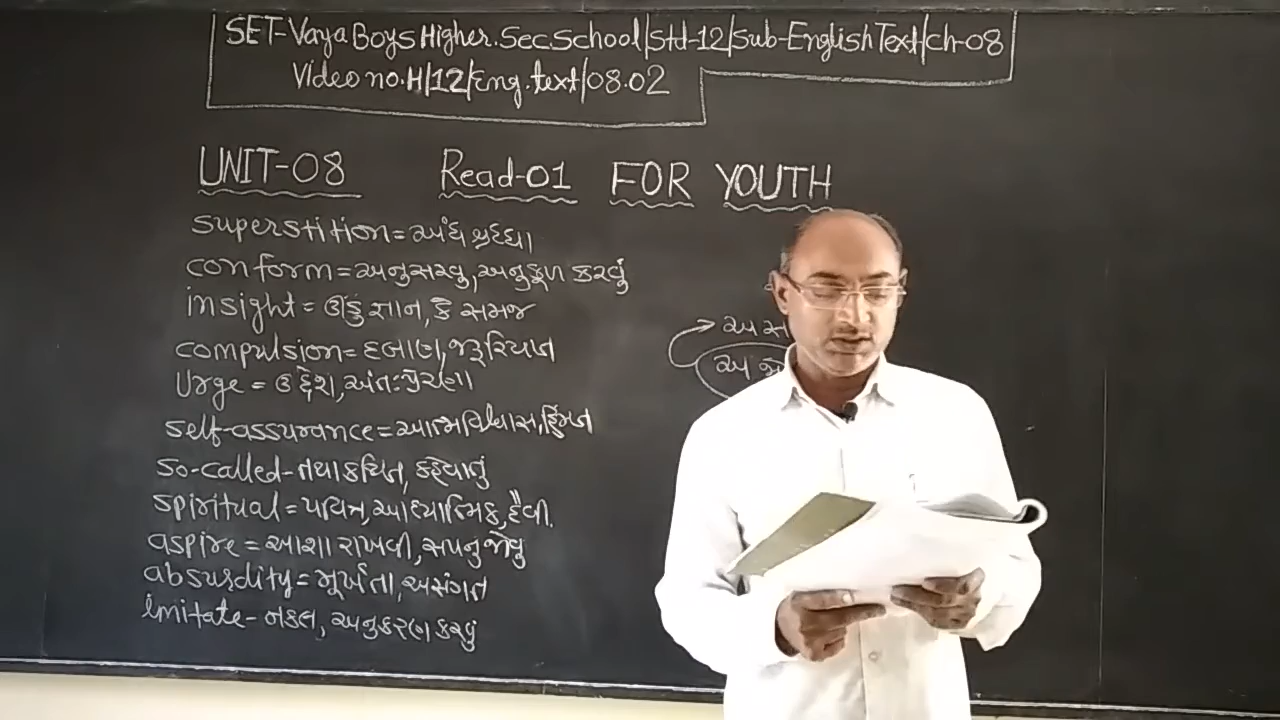 SET-Vaya Boys Higher.Sec.School/Std-12/Sub-English Text/Ch-08
Video no.H/12/Eng.text/08.02
UNIT-08 Read-01 FOR YOUTH
superstition=અંધ શ્રદ્ધા
conform=અનુસરવુ,અનુકૂળ કરવું
insight=ઊંડુ જ્ઞાન, કે સમજ
compulsion=દબાણ,જરૂરિયાત
Urge=ઉદ્દેશ,અંતઃપ્રેરણા
self-assurance=આત્મવિશ્વાસ,હિંમત
so-called-તથાકથિત, કહેવાનું
spiritual=પવિત્ર,આધ્યાત્મિક,દૈવી.
aspire=આશા રાખવી,સપનુ જોવુ
absurdity=મૂર્ખતા,અસંગત
imitate-નકલ, અનુકરણ કરવું